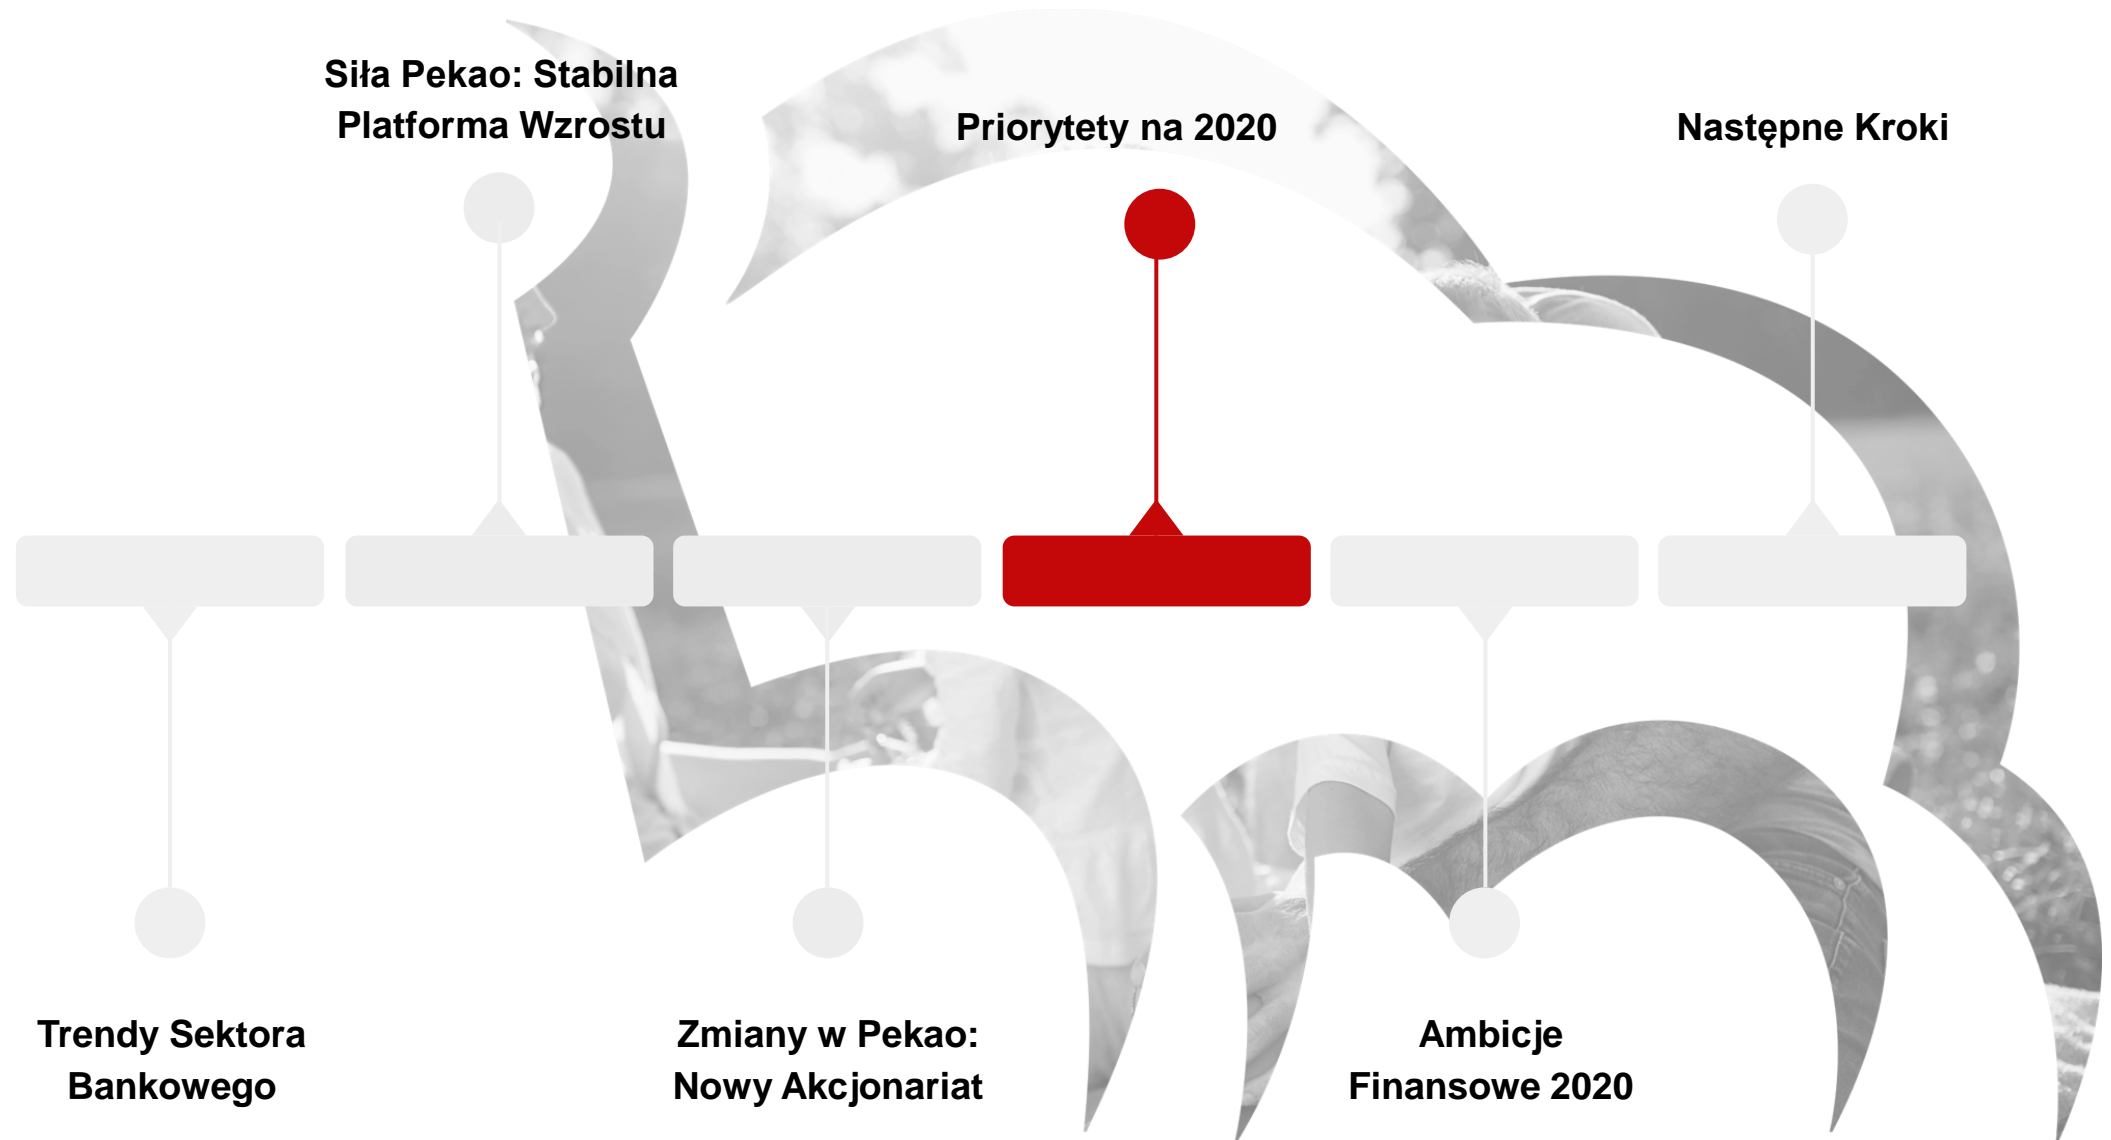 Siła Pekao: Stabilna
Platforma Wzrostu
Priorytety na 2020
Następne Kroki
Trendy Sektora
Bankowego
Zmiany w Pekao:
Nowy Akcjonariat
Ambicje
Finansowe 2020